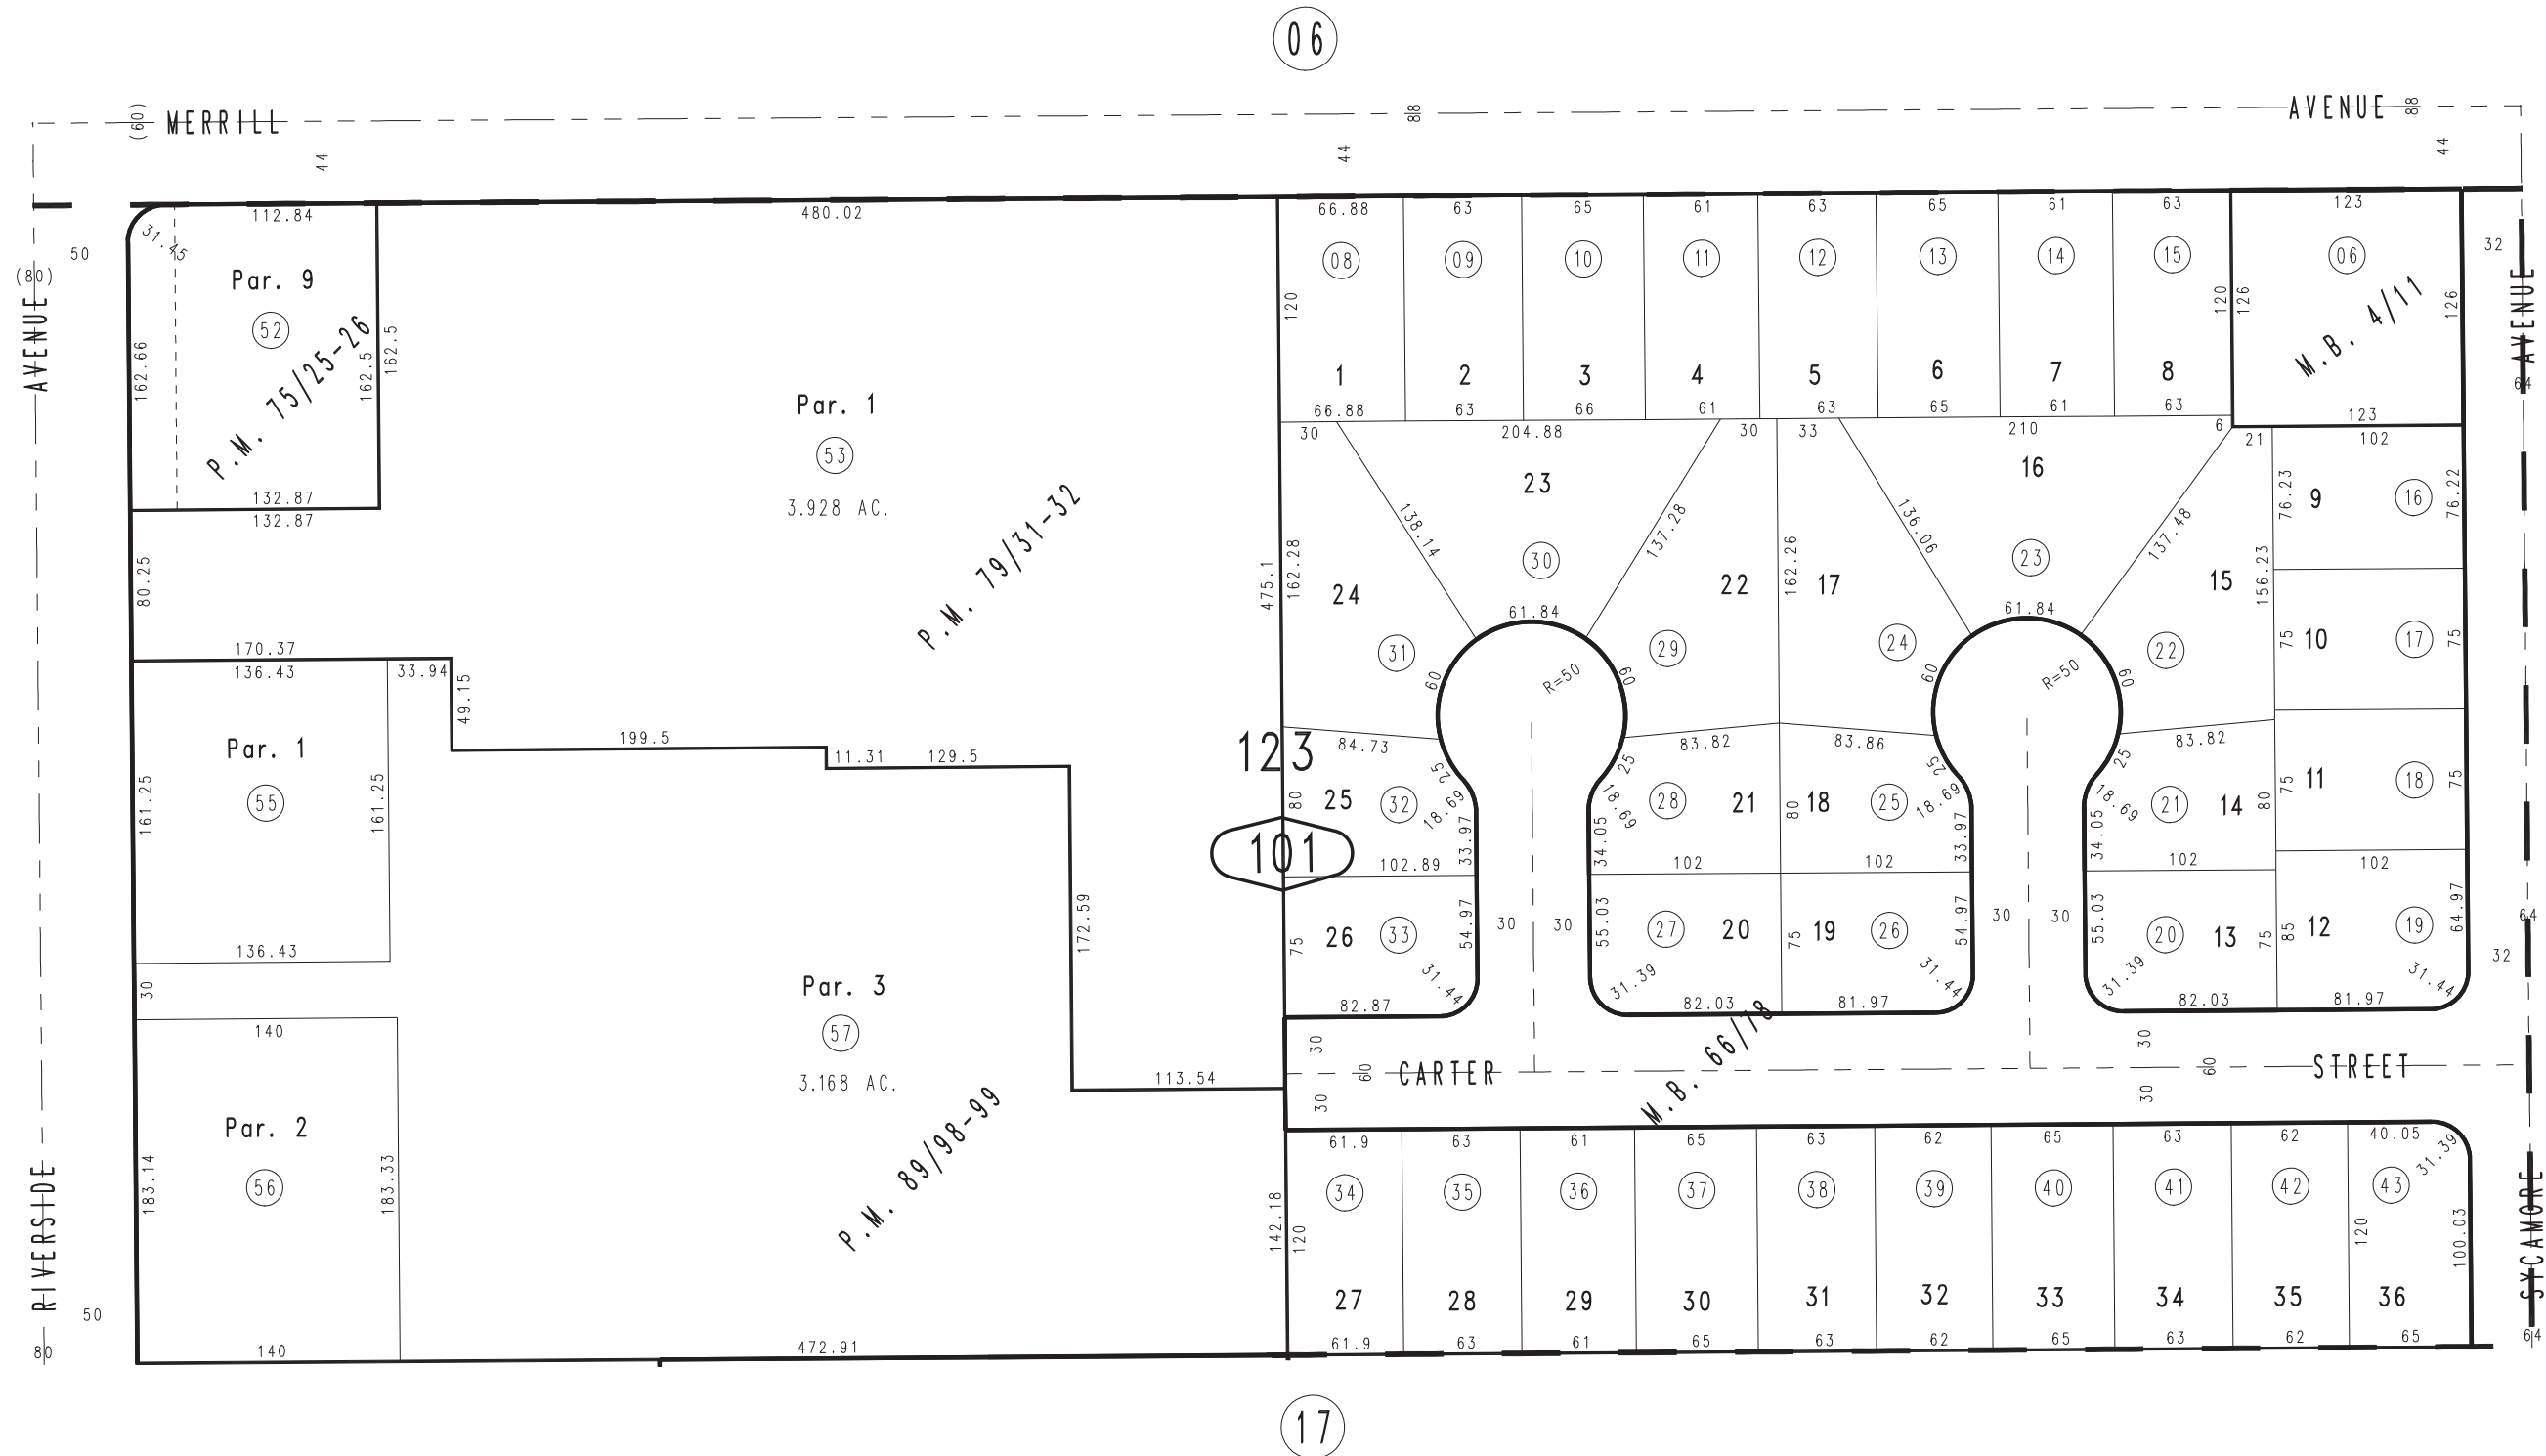 06
MERRILL AVENUE
(60) 88 88
44 44 44
112.84 480.02 66.88 63 65 61 63 65 61 63 123
31.45
50 32
(80)
Par. 9
52
08 09 10 11 12 13 14 15 06
AVENUE AVENUE
P.M. 75/25-26
162.66 162.5 162.5 120 120 126 126
M.B. 4/11
Par. 1
53
3.928 AC.
64
1 2 3 4 5 6 7 8
66.88 63 66 61 63 65 61 63 123
30 204.88 30 33 210 6 21 102
132.87
132.87
P.M. 79/31-32
23 16 9 16
138.14 137.28 136.06 137.48 76.23 76.22
30 23
80.25 475.1 162.28 162.26 156.23
24 22 17 15
61.84 61.84
75 10 17 75
170.37
136.43 33.94
31 29 24 22
60 60 60 60
R=50 R=50
49.15
199.5
11.31 129.5
123
84.73 83.82 83.86 83.82
Par. 1
55
161.25 161.25
25 25 25 25
75 11 18 75
80 25 32 28 21 80 18 25 21 14 80
18.69 18.69 18.69 18.69
101
33.97 34.05 33.97 34.05
102.89 102 102 102 102
136.43
172.59
75 26 33 54.97 30 30 55.03 27 20 75 19 26 54.97 30 30 55.03 20 13 75 85 12 19 64.97
64
32
31.44 31.39 31.44 31.39 31.44
30
Par. 3
57
3.168 AC.
82.87 82.03 81.97 82.03 81.97
140
M.B. 66/78
30 30
60 CARTER 60 STREET
30 30
113.54
P.M. 89/98-99
Par. 2
56
183.14 183.33
61.9 63 61 65 63 62 65 63 62 40.05
31.39
34 35 36 37 38 39 40 41 42 43
RIVERSIDE SYCAMORE
142.18 120 120 100.03
27 28 29 30 31 32 33 34 35 36
50
80 140 472.91 61.9 63 61 65 63 62 65 63 62 65 64
17